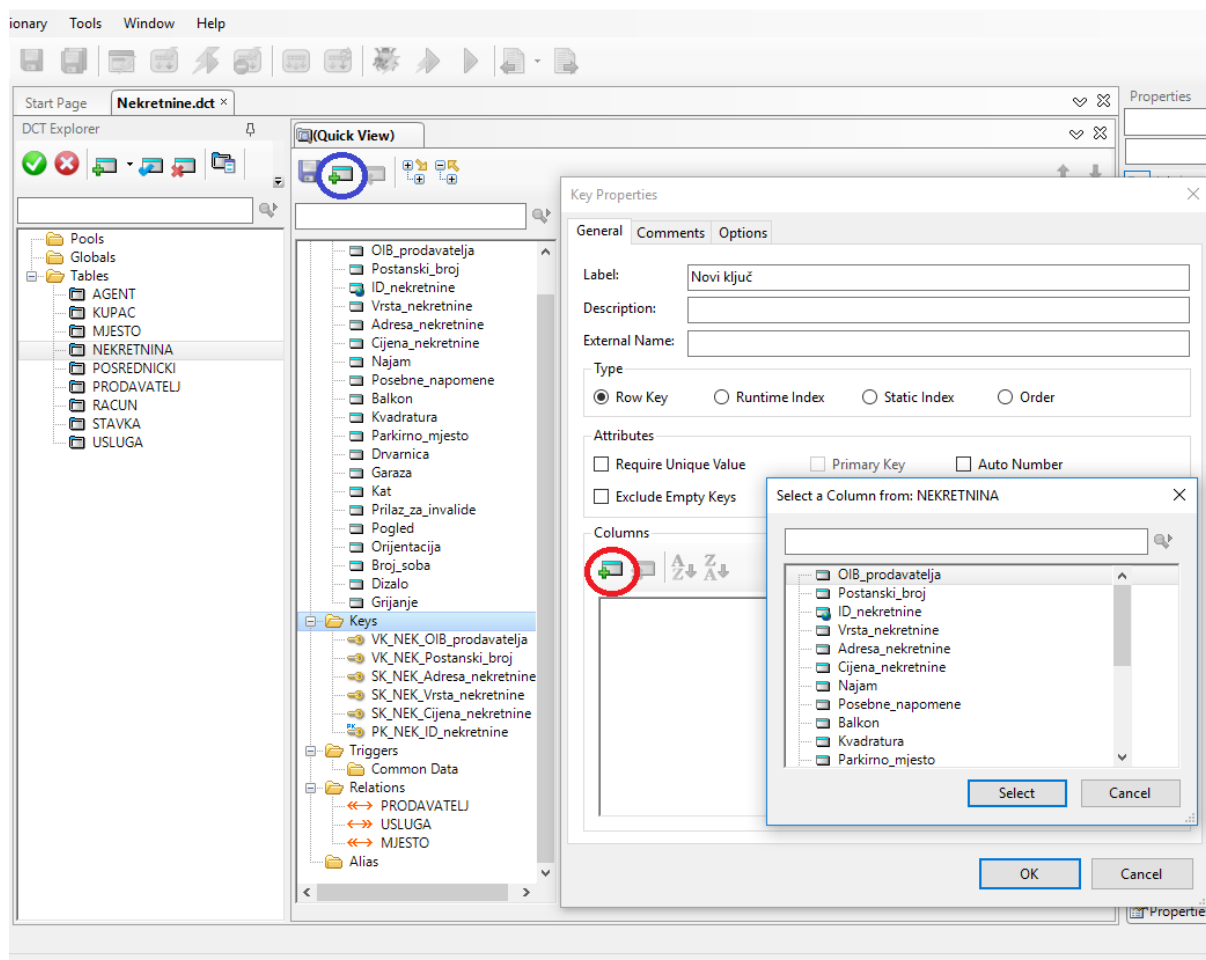 ionary Tools Window Help
Start Page Nekretnine.dct ×
Properties
DCT Explorer
(Quick View)
Pools
Globals
Tables
AGENT
KUPAC
MJESTO
NEKRETNINA
POSREDNICKI
PRODAVATELJ
RACUN
STAVKA
USLUGA
OIB_prodavatelja
Postanski_broj
ID_nekretnine
Vrsta_nekretnine
Adresa_nekretnine
Cijena_nekretnine
Najam
Posebne_napomene
Balkon
Kvadratura
Parkirno_mjesto
Drvarnica
Garaza
Kat
Prilaz_za_invalide
Pogled
Orijentacija
Broj_soba
Dizalo
Grijanje
Keys
VK_NEK_OIB_prodavatelja
VK_NEK_Postanski_broj
SK_NEK_Adresa_nekretnine
SK_NEK_Vrsta_nekretnine
SK_NEK_Cijena_nekretnine
PK_NEK_ID_nekretnine
Triggers
Common Data
Relations
PRODAVATELJ
USLUGA
MJESTO
Alias
Key Properties
General Comments Options
Label: Novi ključ
Description:
External Name:
Type
Row Key Runtime Index Static Index Order
Attributes
Require Unique Value Primary Key Auto Number
Exclude Empty Keys
Columns
Select a Column from: NEKRETNINA
OIB_prodavatelja
Postanski_broj
ID_nekretnine
Vrsta_nekretnine
Adresa_nekretnine
Cijena_nekretnine
Najam
Posebne_napomene
Balkon
Kvadratura
Parkirno_mjesto
Select Cancel
OK Cancel
Propertie